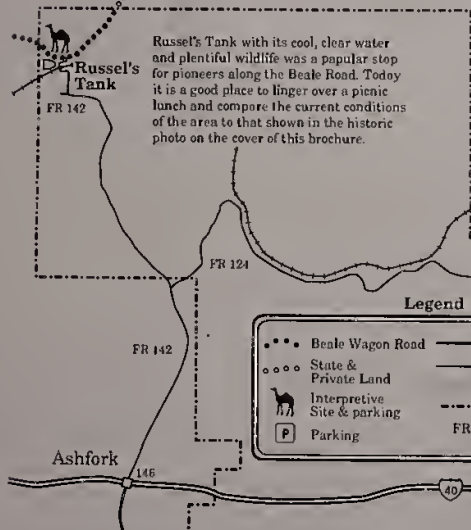 Russel's Tank with its cool, clear water
and plentiful wildlife was a papular stop
for pioneers along the Beale Road. Today
it is a good place to linger over a picnic
lunch and compare the current conditions
of the area to that shown in the historic
photo on the cover of this brochure.
Russel's
Tank
FR 142
FR 124
FR 142
Legend
Beale Wagon Road
State &
Private Land
Interpretive
Site & parking
P Parking
FR
Ashfork
146
40